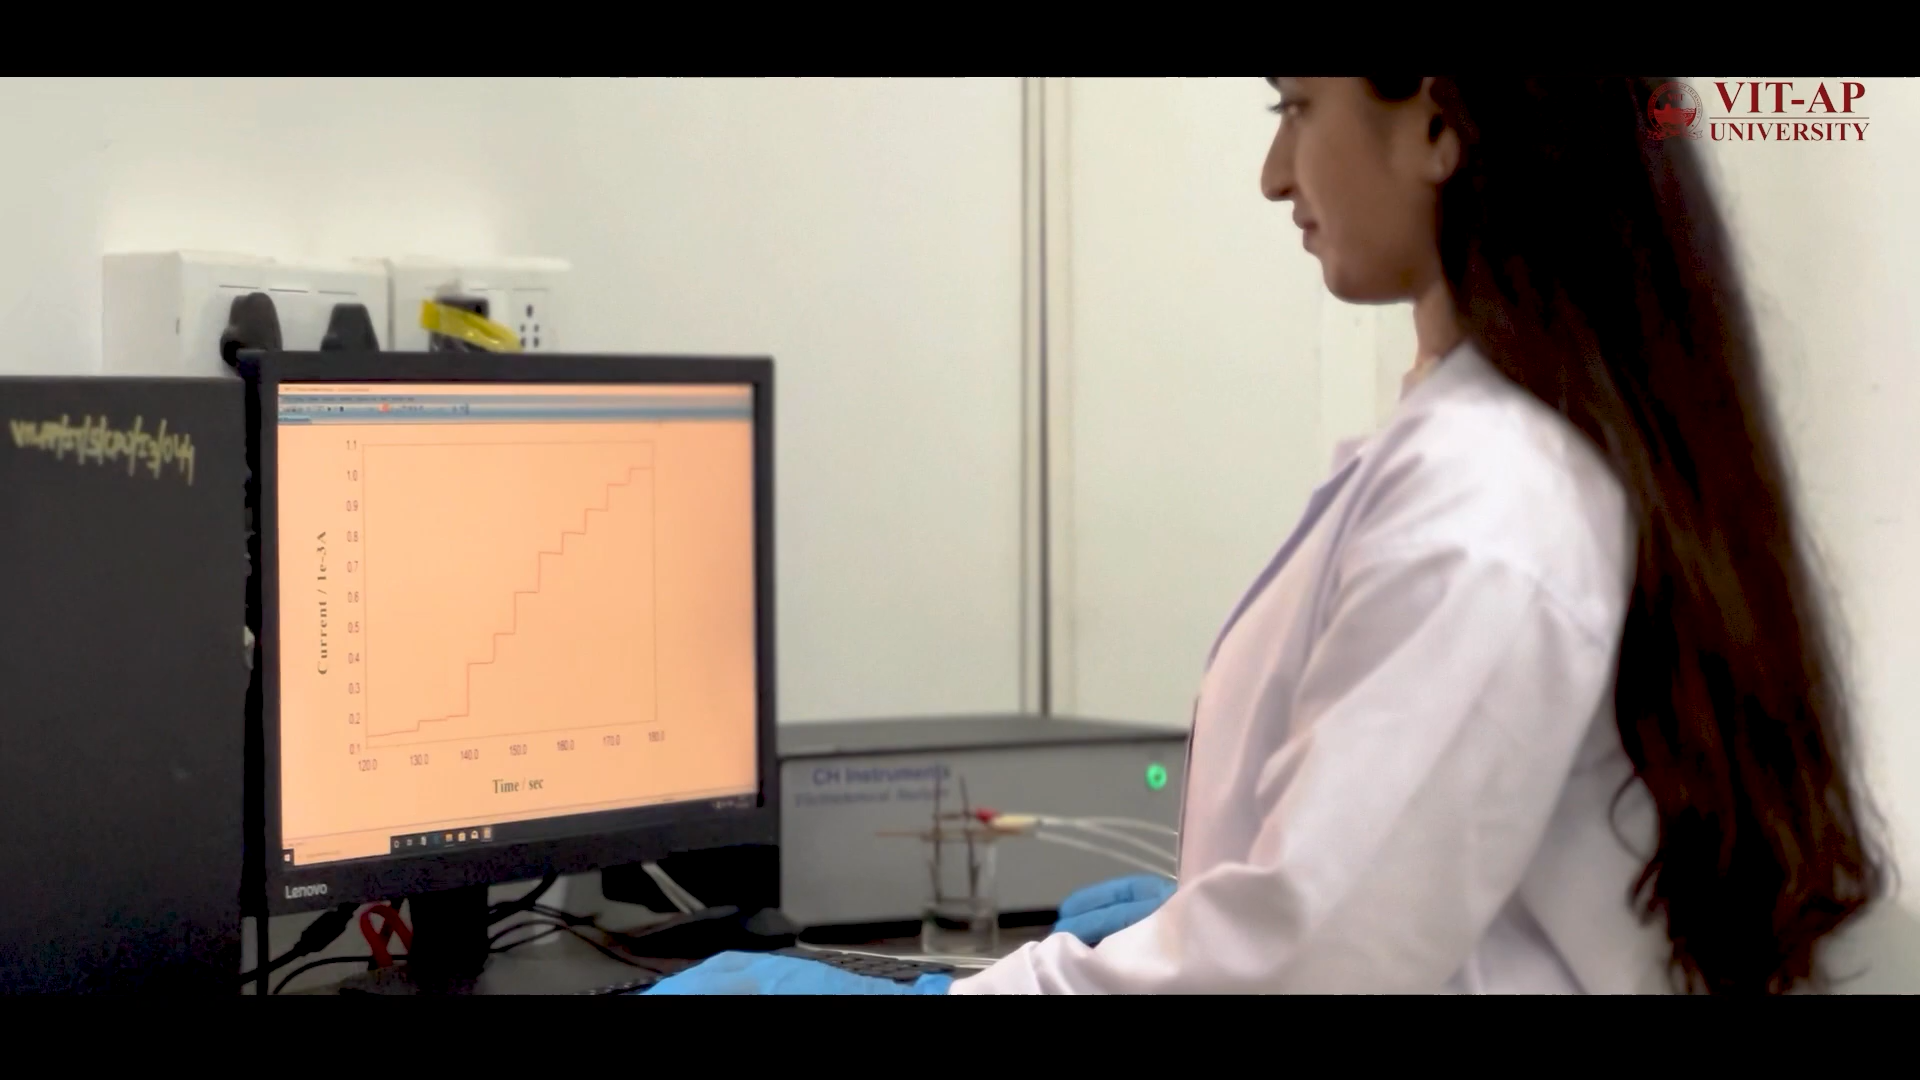 VIT-AP
UNIVERSITY
1.1
1.0
0.9
0.8
0.7
0.6
0.5
0.4
0.3
0.2
0.1
Current / 1e-3A
120.0 130.0 140.0 150.0 160.0 170.0 180.0
Time / sec
Lenovo
CH Instruments